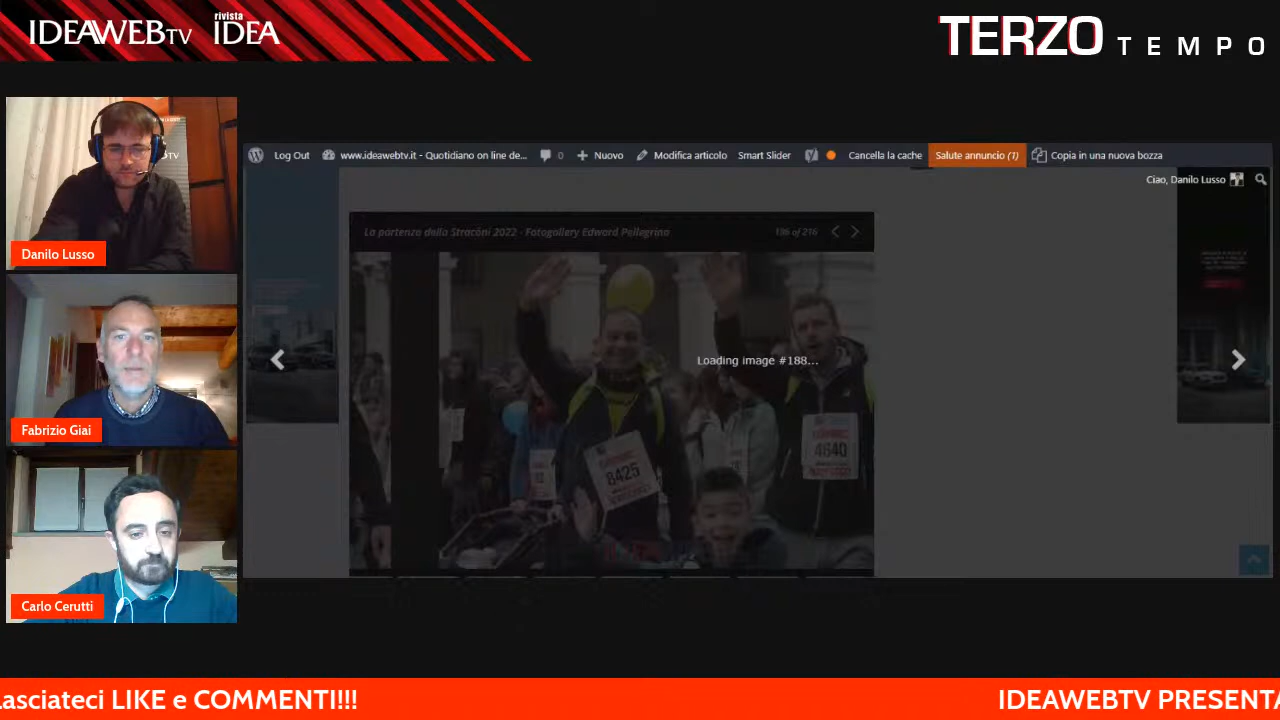 IDEAWEBTV rivista IDEA
TERZO TEMPO
Danilo Lusso
Fabrizio Giai
Carlo Cerutti
Log Out www.ideawebtv.it - Quotidiano on line de... 0 Nuovo Modifica articolo Smart Slider Cancella la cache Salute annuncio (1) Copia in una nuova bozza
Ciao, Danilo Lusso
La partenza della Straconi 2022 - Fotogallery Edward Pellegrino 186 of 216
Loading image #188...
8425
4640
asciateci LIKE e COMMENTI!!! IDEAWEBTV PRESENTA